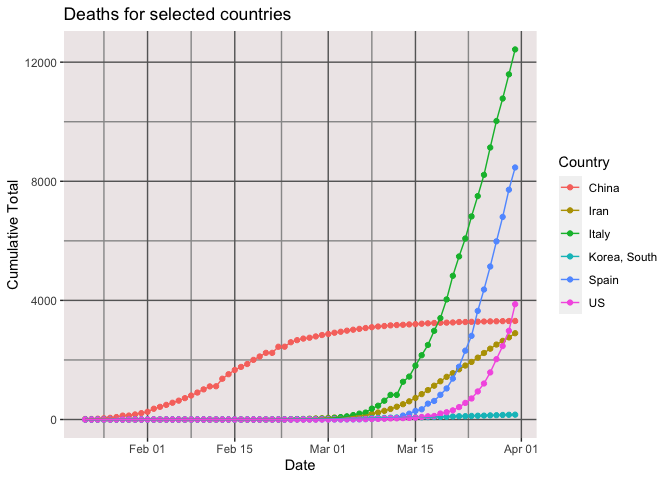 Deaths for selected countries
12000
8000
4000
0
Cumulative Total
Feb 01 Feb 15 Mar 01 Mar 15 Apr 01
Date
Country
China
Iran
Italy
Korea, South
Spain
US